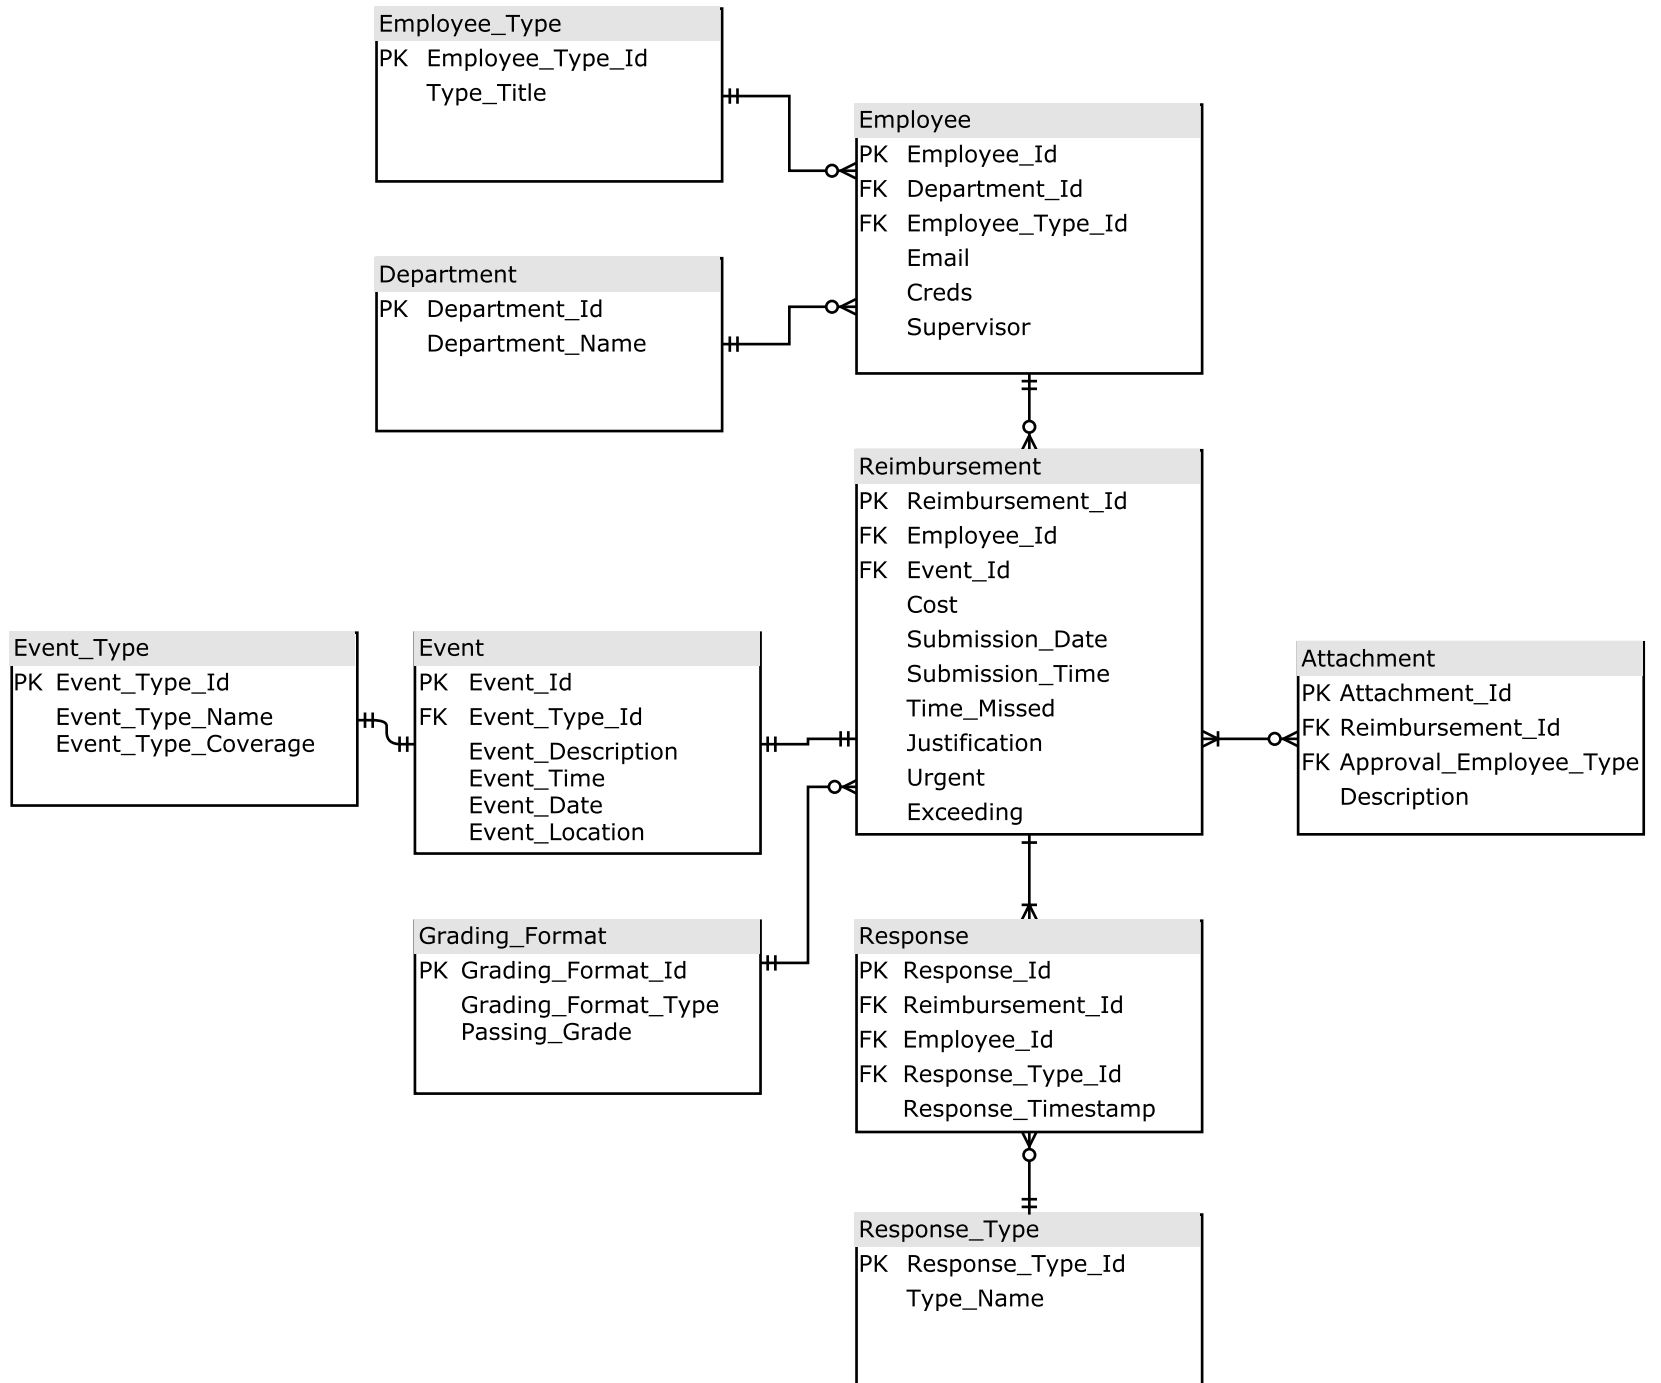 Employee_Type
PK Employee_Type_Id
Type_Title
Employee
PK Employee_Id
FK Department_Id
FK Employee_Type_Id
Email
Creds
Supervisor
Department
PK Department_Id
Department_Name
Reimbursement
PK Reimbursement_Id
FK Employee_Id
FK Event_Id
Cost
Submission_Date
Submission_Time
Time_Missed
Justification
Urgent
Exceeding
Event_Type
PK Event_Type_Id
Event_Type_Name
Event_Type_Coverage
Event
PK Event_Id
FK Event_Type_Id
Event_Description
Event_Time
Event_Date
Event_Location
Attachment
PK Attachment_Id
FK Reimbursement_Id
FK Approval_Employee_Type
Description
Grading_Format
PK Grading_Format_Id
Grading_Format_Type
Passing_Grade
Response
PK Response_Id
FK Reimbursement_Id
FK Employee_Id
FK Response_Type_Id
Response_Timestamp
Response_Type
PK Response_Type_Id
Type_Name